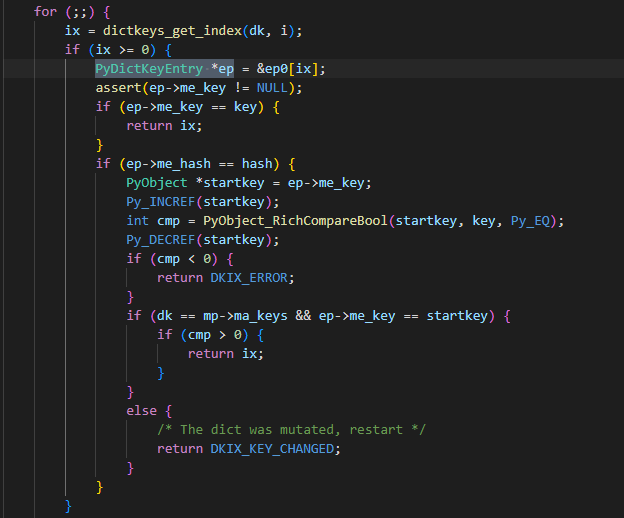 for (;;) {
    ix = dictkeys_get_index(dk, i);
    if (ix >= 0) {
        PyDictKeyEntry *ep = &ep0[ix];
        assert(ep->me_key != NULL);
        if (ep->me_key == key) {
            return ix;
        }
        if (ep->me_hash == hash) {
            PyObject *startkey = ep->me_key;
            Py_INCREF(startkey);
            int cmp = PyObject_RichCompareBool(startkey, key, Py_EQ);
            Py_DECREF(startkey);
            if (cmp < 0) {
                return DKIX_ERROR;
            }
            if (dk == mp->ma_keys && ep->me_key == startkey) {
                if (cmp > 0) {
                    return ix;
                }
            }
            else {
                /* The dict was mutated, restart */
                return DKIX_KEY_CHANGED;
            }
        }
    }